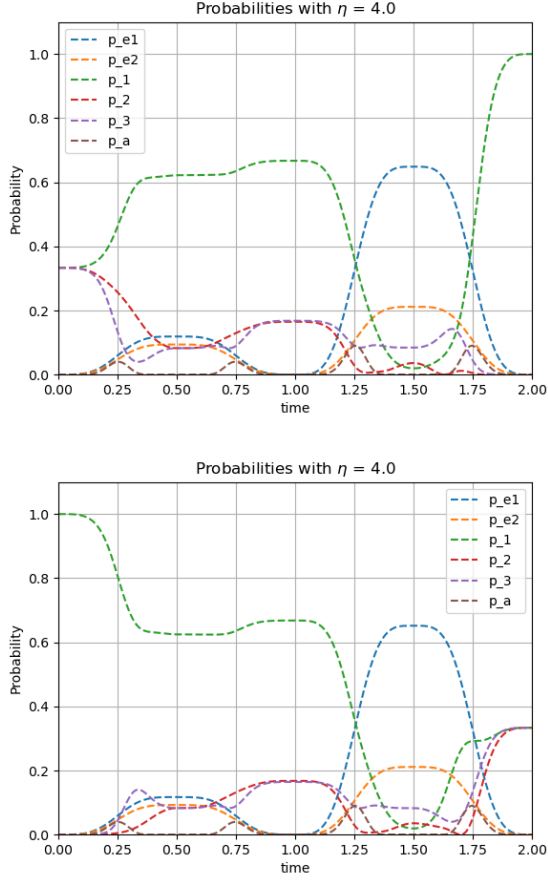 Probabilities with η = 4.0
1.0
0.8
0.6
0.4
0.2
0.0
Probability
p_e1
p_e2
p_1
p_2
p_3
p_a
0.00 0.25 0.50 0.75 1.00 1.25 1.50 1.75 2.00
time
Probabilities with η = 4.0
1.0
0.8
0.6
0.4
0.2
0.0
Probability
p_e1
p_e2
p_1
p_2
p_3
p_a
0.00 0.25 0.50 0.75 1.00 1.25 1.50 1.75 2.00
time